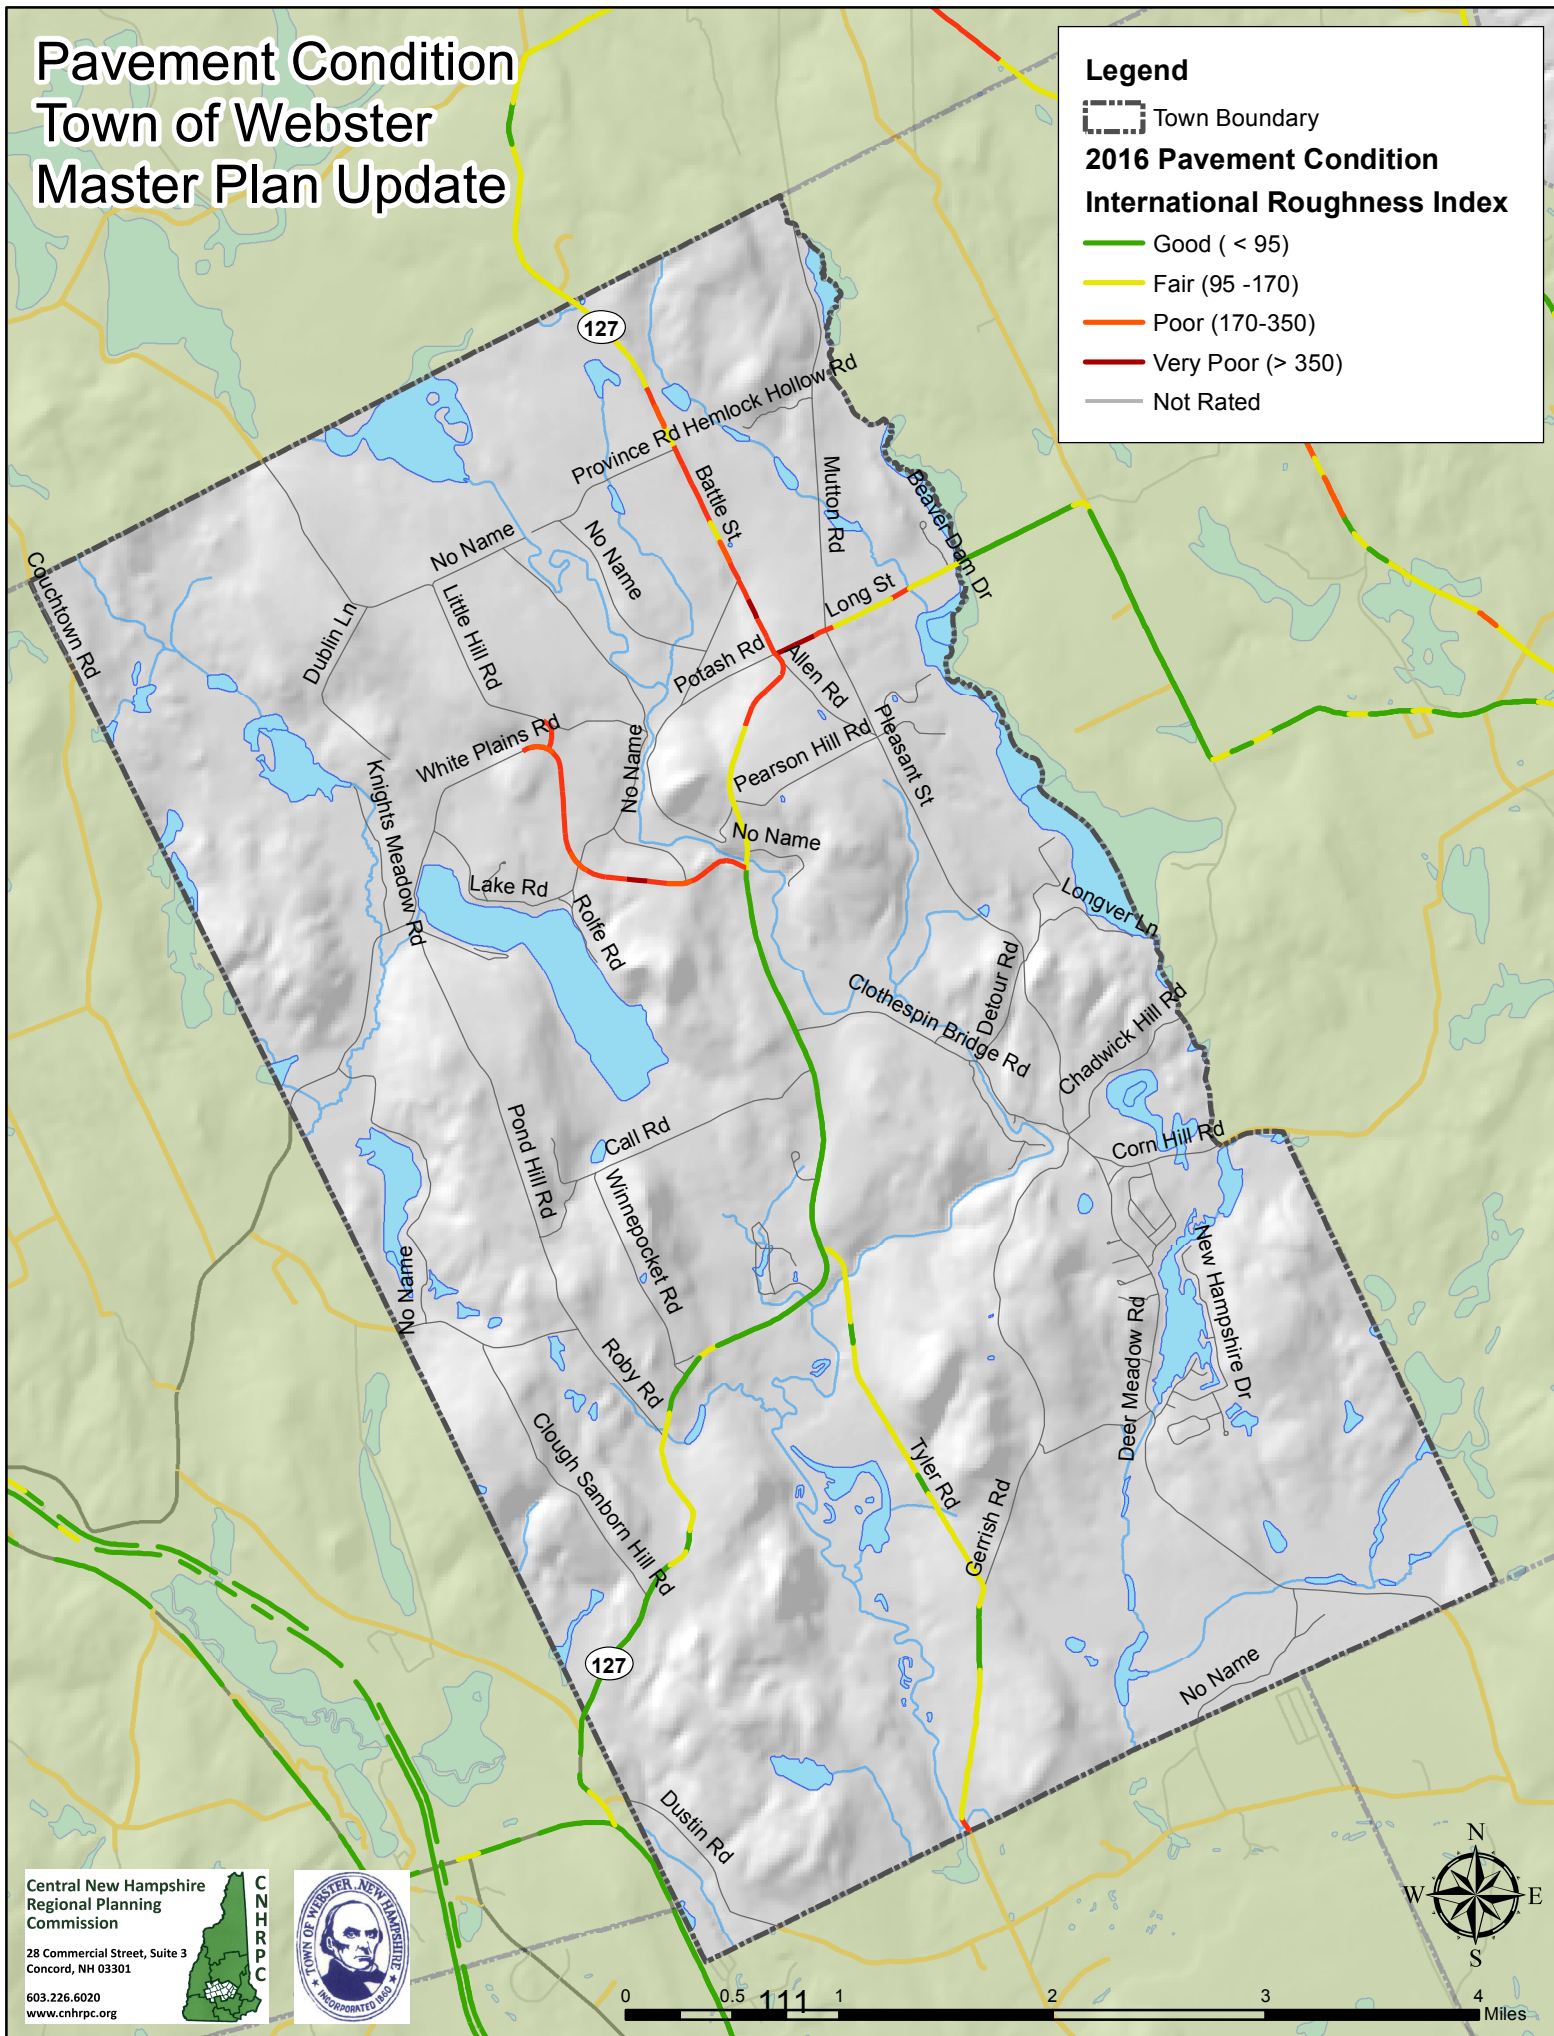 Pavement Condition
Town of Webster
Master Plan Update
Legend
Town Boundary
2016 Pavement Condition
International Roughness Index
Good ( < 95)
Fair (95 -170)
Poor (170-350)
Very Poor (> 350)
Not Rated
127
Province Rd
Hemlock Hollow Rd
Battle St
Mutton Rd
Beaver Dam Dr
No Name
No Name
Couchtown Rd
Dublin Ln
Little Hill Rd
Long St
Potash Rd
Allen Rd
White Plains Rd
No Name
Pearson Hill Rd
Pleasant St
Knights Meadow Rd
No Name
Lake Rd
Rolfe Rd
Longver Ln
Detour Rd
Clothespin Bridge Rd
Chadwick Hill Rd
Pond Hill Rd
Call Rd
Corn Hill Rd
Winnepocket Rd
No Name
New Hampshire Dr
Deer Meadow Rd
Roby Rd
Clough Sanborn Hill Rd
Tyler Rd
Gerrish Rd
127
No Name
Dustin Rd
N
W
E
S
Central New Hampshire
Regional Planning
Commission
28 Commercial Street, Suite 3
Concord, NH 03301
603.226.6020
www.cnhrpc.org
CNHRPC
TOWN OF WEBSTER, NEW HAMPSHIRE
INCORPORATED 1860
0 0.5 1 2 3 4
Miles
111